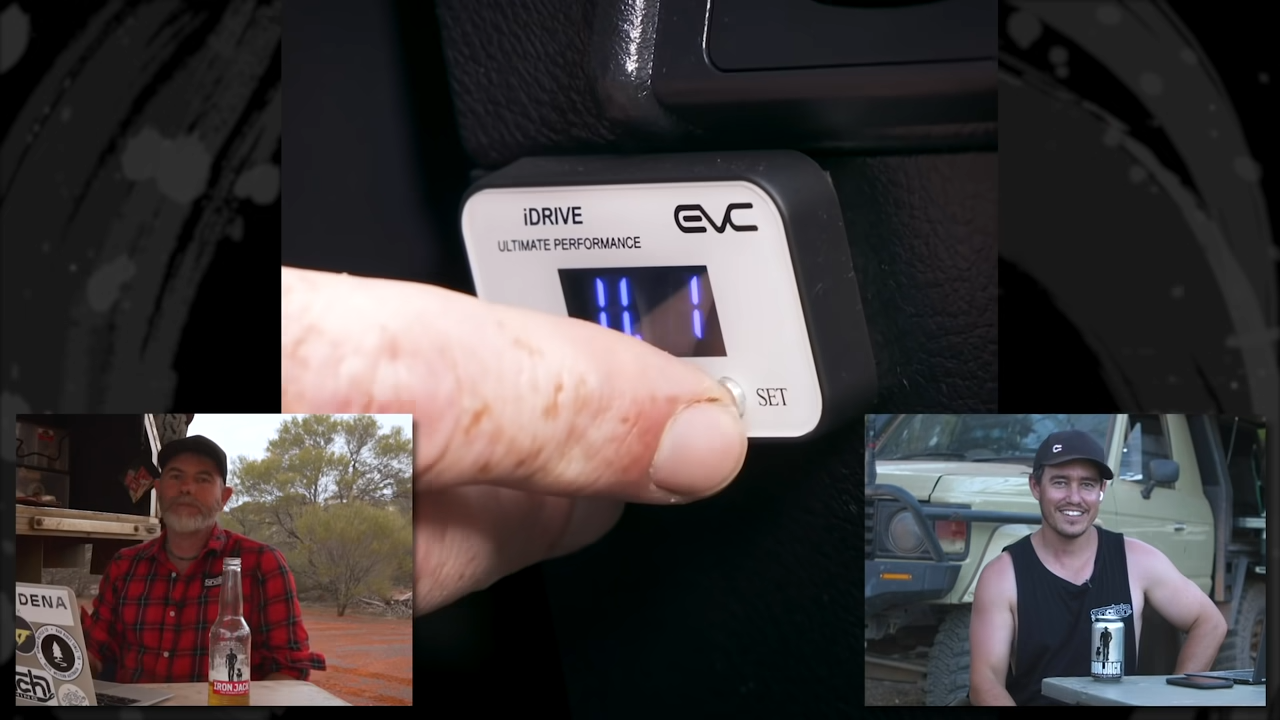 iDRIVE
EVC
ULTIMATE PERFORMANCE
SET
DENA
IRON JACK
IRON JACK